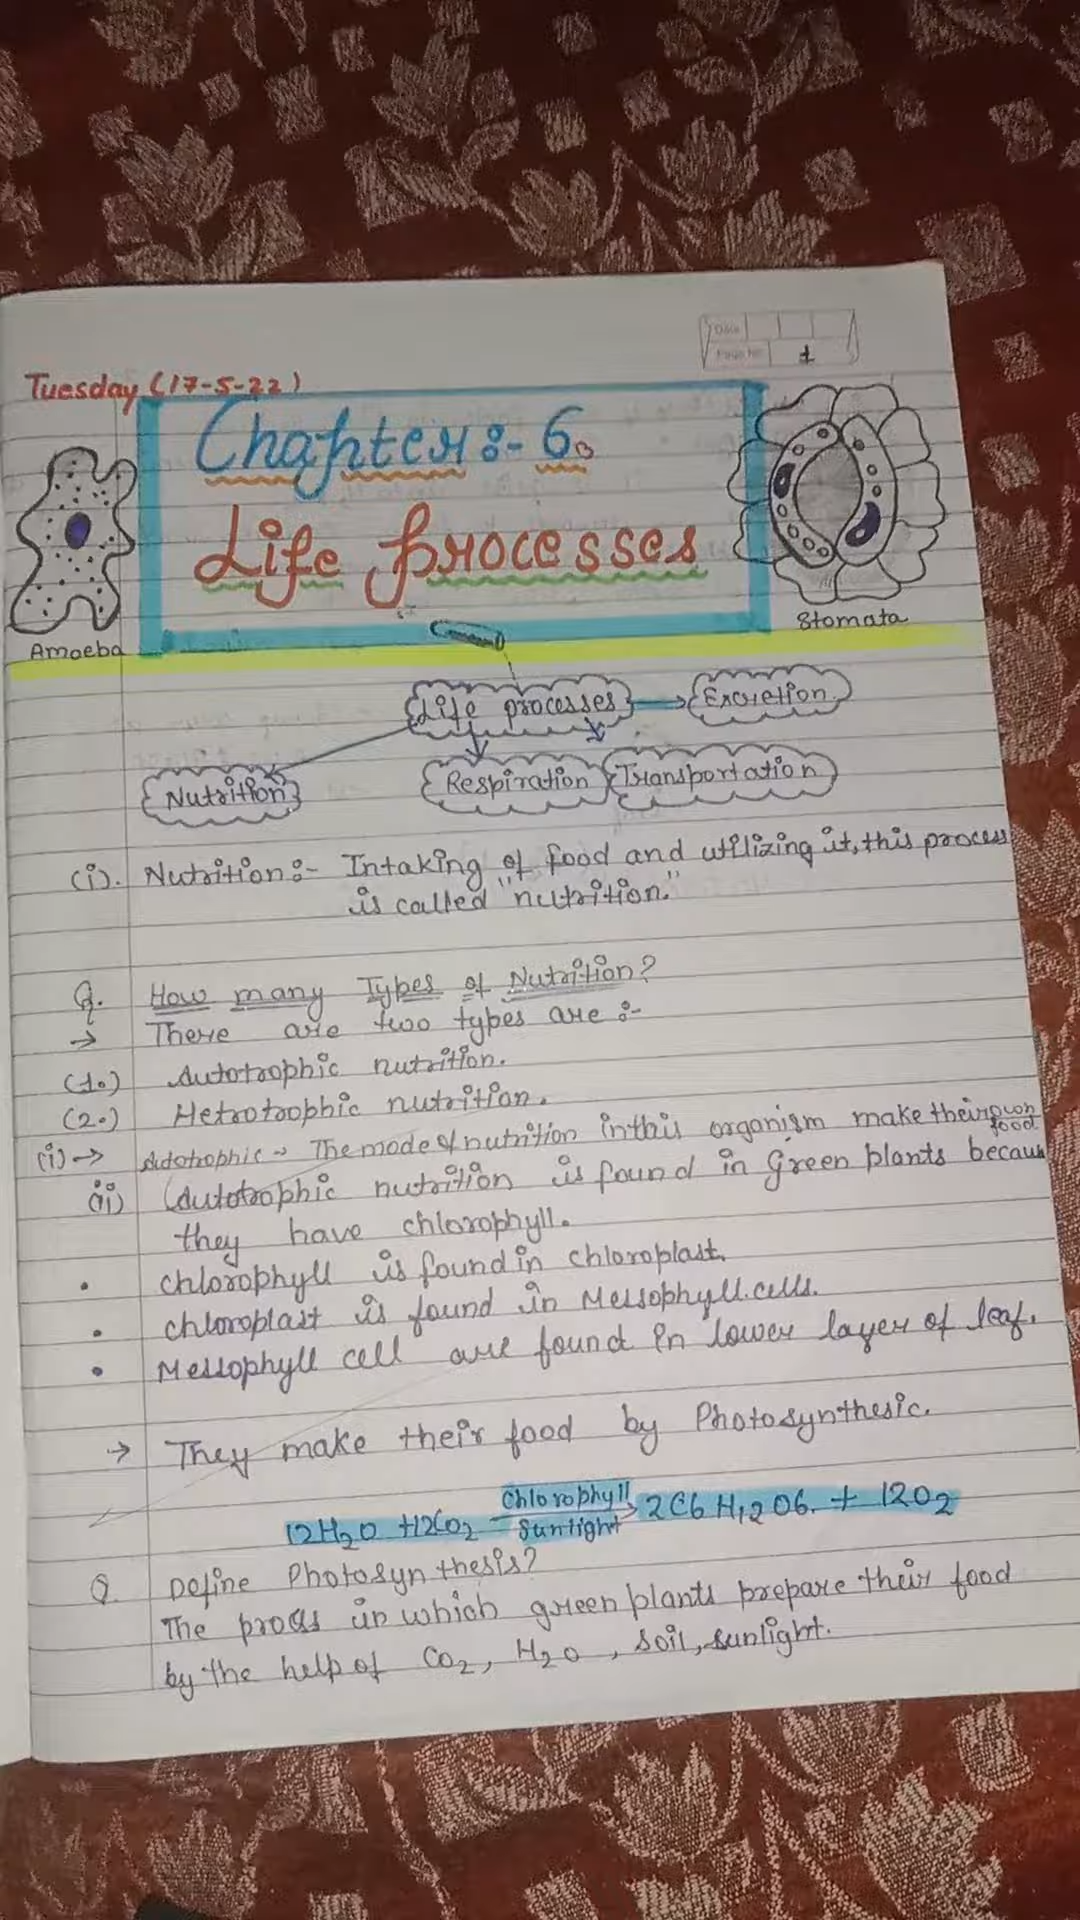 Date
Page No. 1
Tuesday (17-5-22)
Chapter :- 6.
Life Processes
Amoeba
Stomata
Life processes
Excretion
Nutrition
Respiration
Transportation
(i). Nutrition :- Intaking of food and utilizing it, this process
is called "nutrition."
Q. How many Types of Nutrition?
→ There are two types are :-
(1.) Autotrophic nutrition.
(2.) Hetrotrophic nutrition.
(i) → Autotrophic → The mode of nutrition in this organism make their own food
(ii) (Autotrophic nutrition is found in Green plants becaus
they have chlorophyll.
• chlorophyll is found in chloroplast.
• chloroplast is found in Messophyll cells.
• Messophyll cell are found in lower layer of leaf.
→ They make their food by Photosynthesic.
12H2O + 12CO2 Chlorophyll → Sunlight 2C6H12O6. + 12O2
Q. Define Photosynthesis?
The process in which green plants prepare their food
by the help of CO2, H2O, Soil, sunlight.